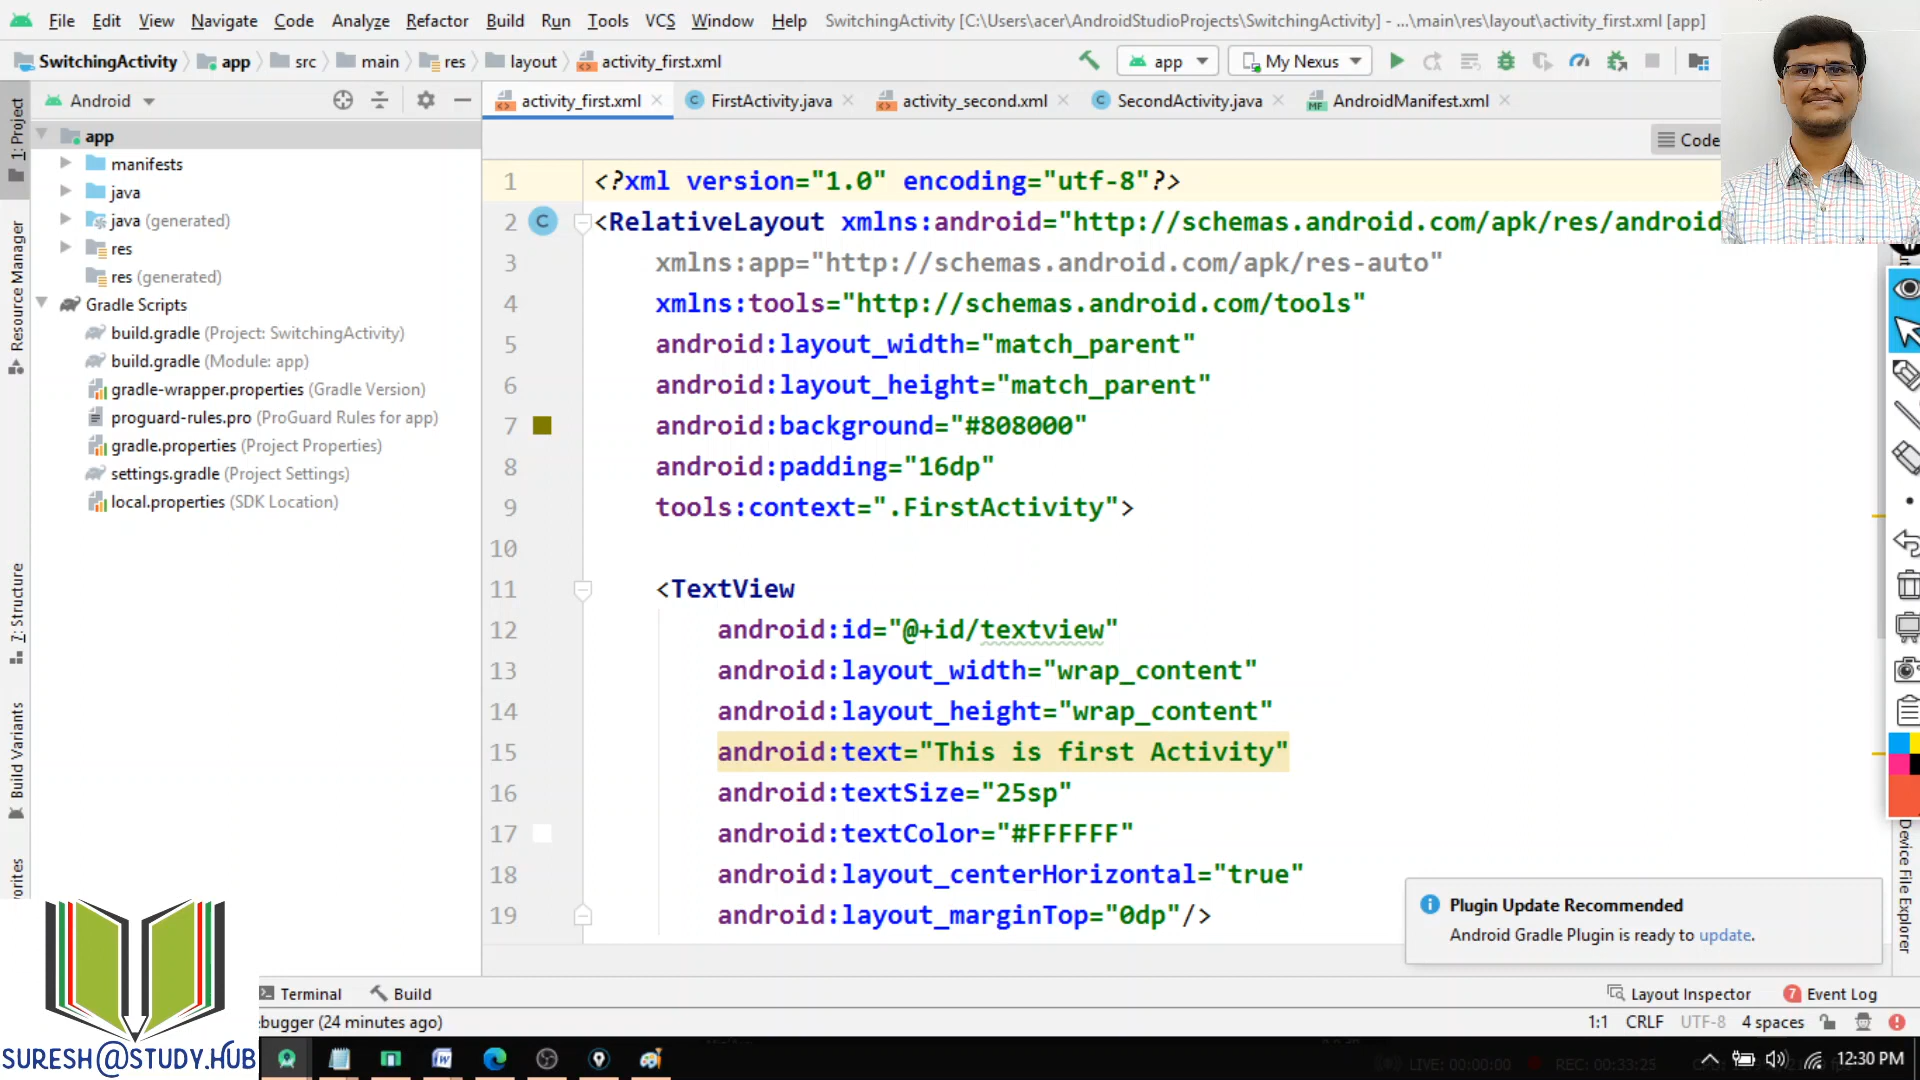 File Edit View Navigate Code Analyze Refactor Build Run Tools VCS Window Help SwitchingActivity [C:\Users\acer\AndroidStudioProjects\SwitchingActivity] - ...\main\res\layout\activity_first.xml [app]
SwitchingActivity app src main res layout activity_first.xml app My Nexus
Android
activity_first.xml FirstActivity.java activity_second.xml SecondActivity.java AndroidManifest.xml
Code
1: Project
Resource Manager
7: Structure
Build Variants
app
manifests
java
java (generated)
res
res (generated)
Gradle Scripts
build.gradle (Project: SwitchingActivity)
build.gradle (Module: app)
gradle-wrapper.properties (Gradle Version)
proguard-rules.pro (ProGuard Rules for app)
gradle.properties (Project Properties)
settings.gradle (Project Settings)
local.properties (SDK Location)
1 <?xml version="1.0" encoding="utf-8"?>
2 <RelativeLayout xmlns:android="http://schemas.android.com/apk/res/android
3 xmlns:app="http://schemas.android.com/apk/res-auto"
4 xmlns:tools="http://schemas.android.com/tools"
5 android:layout_width="match_parent"
6 android:layout_height="match_parent"
7 android:background="#808000"
8 android:padding="16dp"
9 tools:context=".FirstActivity">
10
11 <TextView
12 android:id="@+id/textview"
13 android:layout_width="wrap_content"
14 android:layout_height="wrap_content"
15 android:text="This is first Activity"
16 android:textSize="25sp"
17 android:textColor="#FFFFFF"
18 android:layout_centerHorizontal="true"
19 android:layout_marginTop="0dp"/>
Device File Explorer
Plugin Update Recommended
Android Gradle Plugin is ready to update.
Terminal Build Layout Inspector 7 Event Log
ebugger (24 minutes ago) 1:1 CRLF UTF-8 4 spaces
SURESH@STUDY.HUB
LIVE: 00:00:00 REC: 00:33:25
12:30 PM